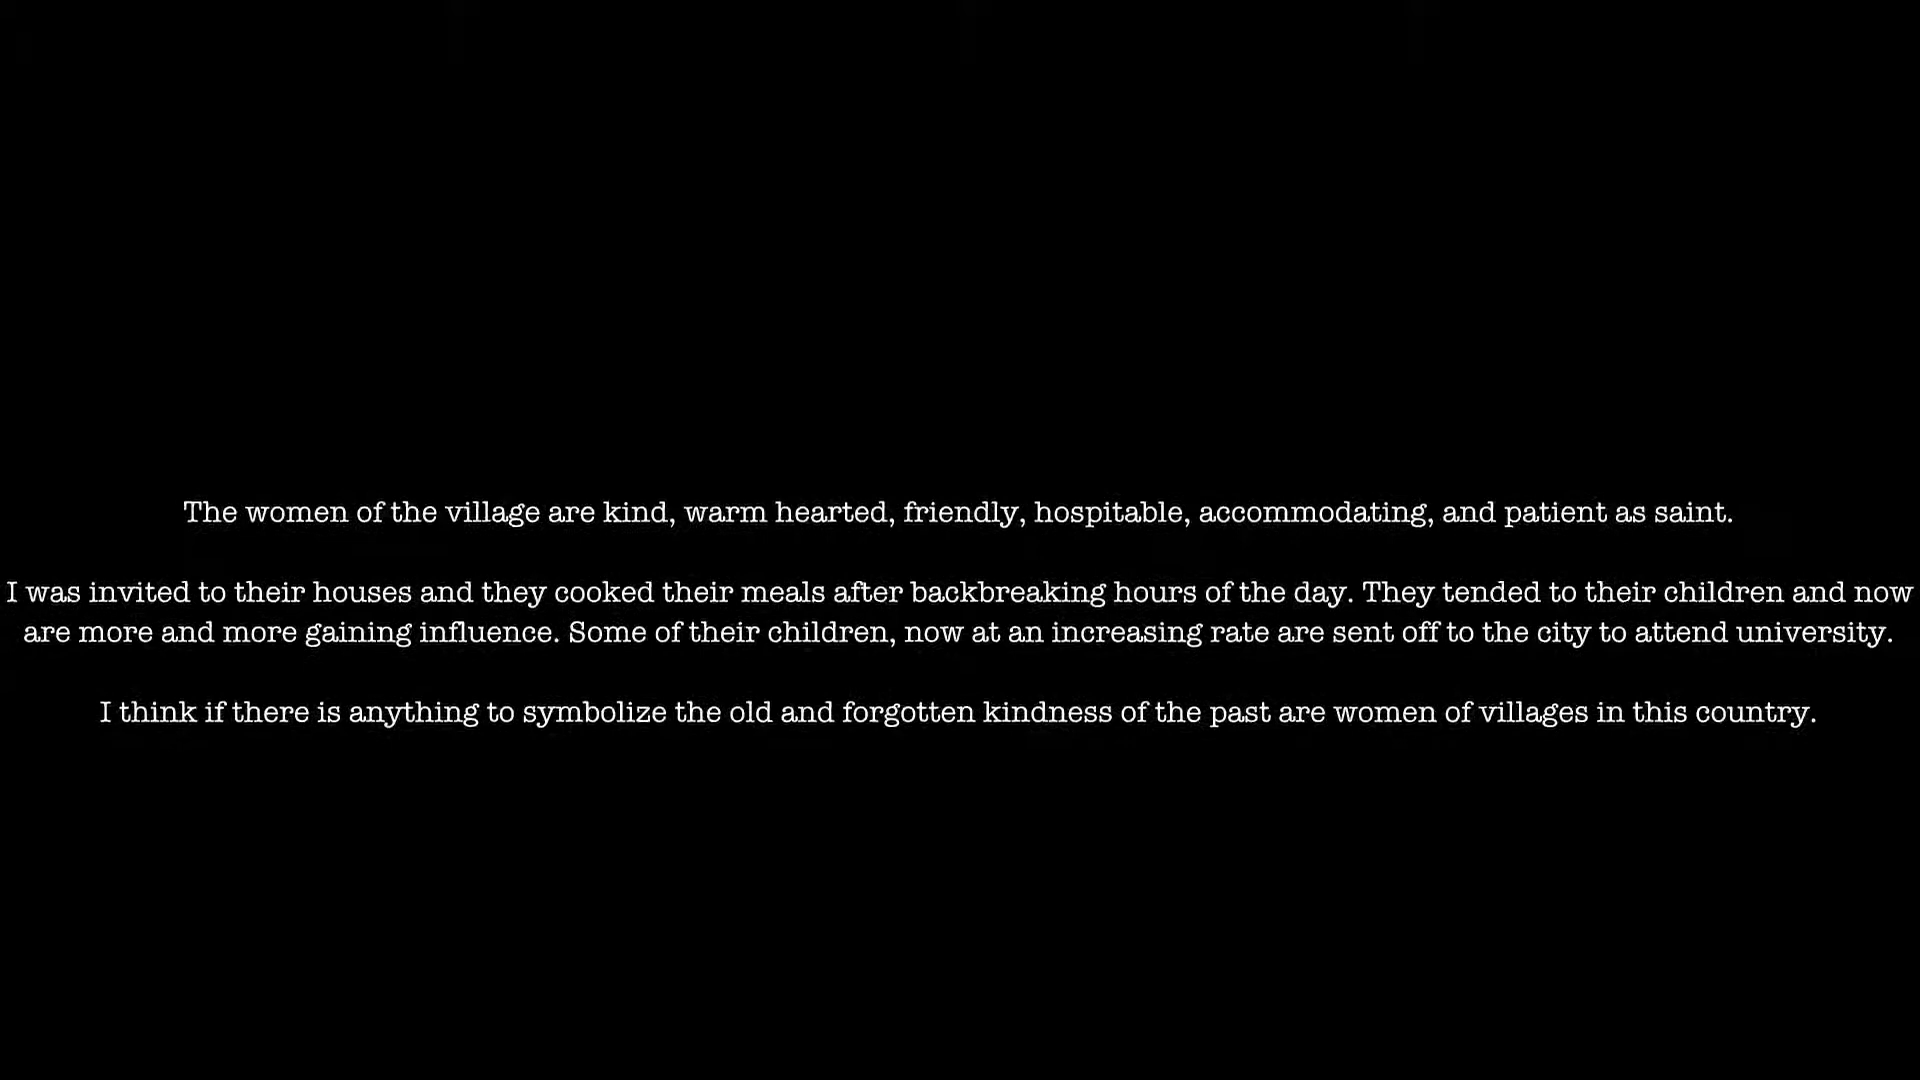 The women of the village are kind, warm hearted, friendly, hospitable, accommodating, and patient as saint.
I was invited to their houses and they cooked their meals after backbreaking hours of the day. They tended to their children and now
are more and more gaining influence. Some of their children, now at an increasing rate are sent off to the city to attend university.
I think if there is anything to symbolize the old and forgotten kindness of the past are women of villages in this country.